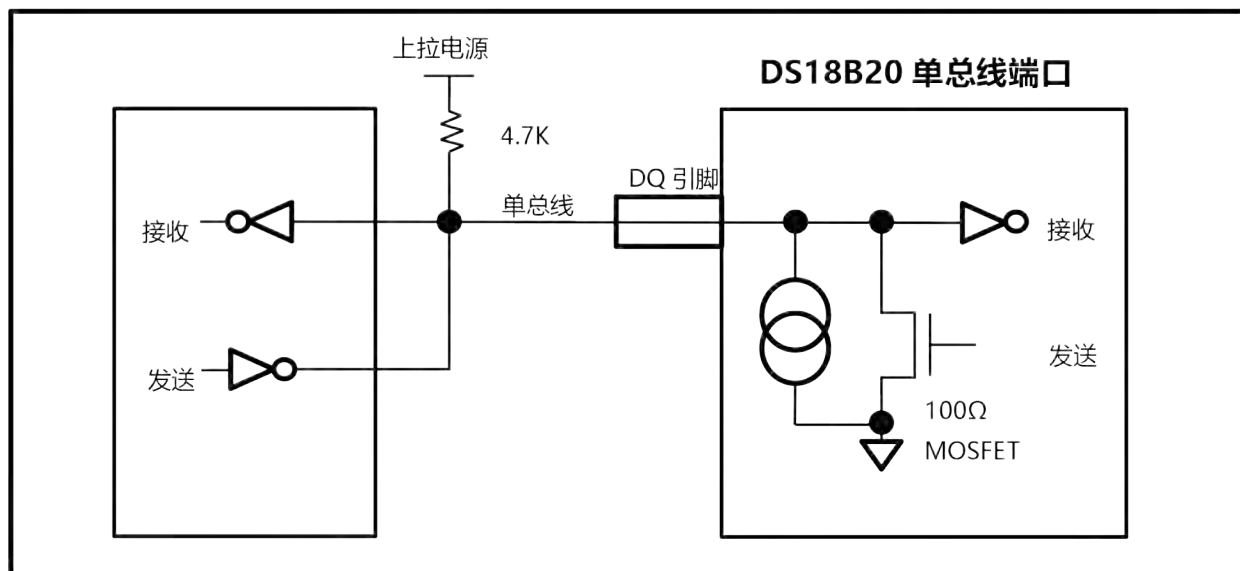 上拉电源
DS18B20 单总线端口
4.7K
DQ 引脚
单总线
接收
接收
发送
发送
100Ω
MOSFET